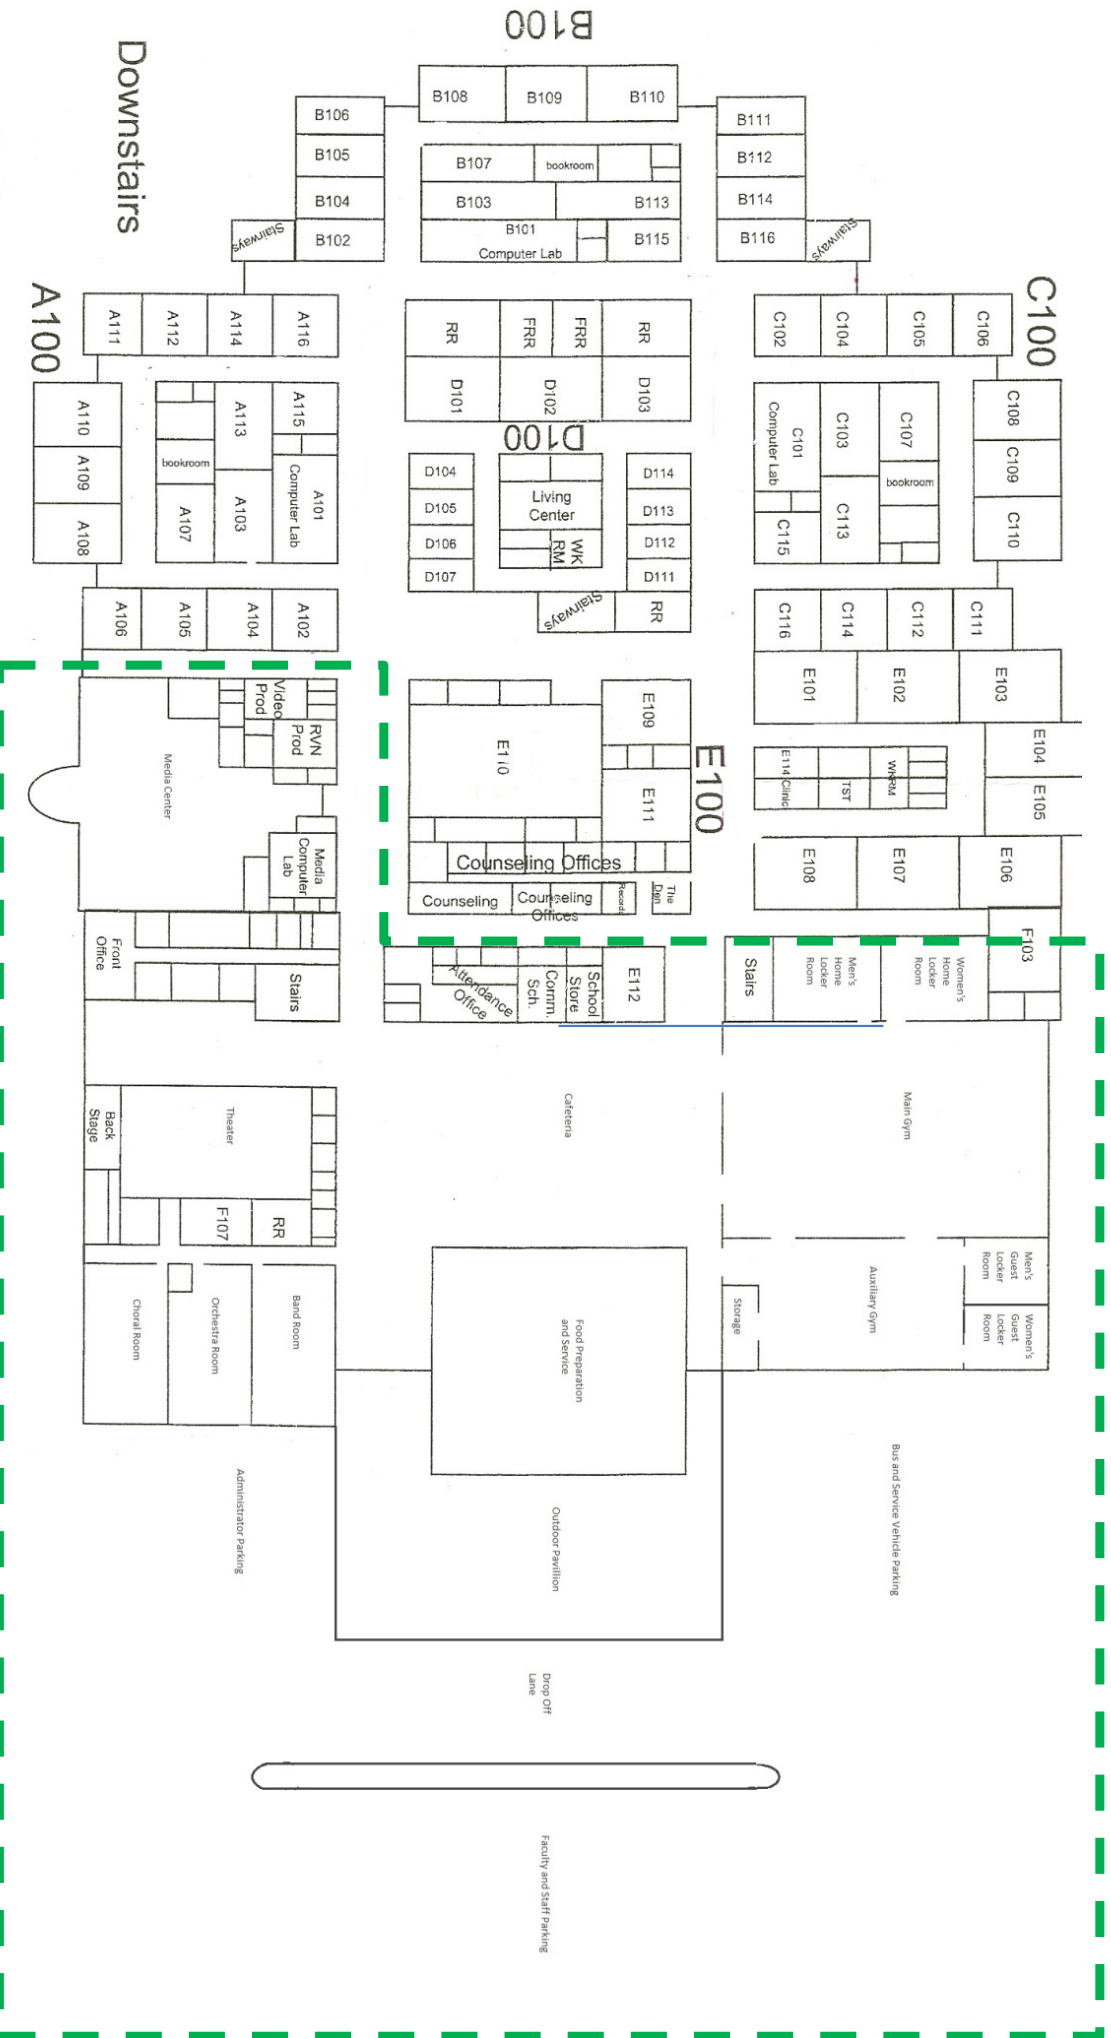 B100
Downstairs
B108
B109
B110
B106
B105
B104
B102
Stairways
B107
bookroom
B103
B113
B101
Computer Lab
B115
B111
B112
B114
B116
Stairways
A100
A111
A112
A114
A116
A110
A109
A108
A113
A115
bookroom
A107
A103
A101
Computer Lab
A106
A105
A104
A102
RR
FRR
FRR
RR
D101
D102
D103
D100
D104
D105
D106
D107
Living
Center
WK
RM
D114
D113
D112
D111
Stairways
RR
C100
C102
C104
C105
C106
C101
Computer Lab
C103
C107
bookroom
C115
C113
C108
C109
C110
C116
C114
C112
C111
E101
E102
E103
E104
E105
E114 Clinic
TST
WKRM
E108
E107
E106
E100
E109
E110
E111
Counseling Offices
Counseling
Counseling
Offices
Records
The
Den
Video
Prod
RVN
Prod
Media Center
Media
Computer
Lab
Front
Office
Stairs
Attendance
Office
Comm.
Sch.
School
Store
E112
Stairs
Men's
Home
Locker
Room
Women's
Home
Locker
Room
F103
Back
Stage
Theater
F107
RR
Cafeteria
Main Gym
Choral Room
Orchestra Room
Band Room
Food Preparation
and Service
Storage
Auxiliary Gym
Men's
Guest
Locker
Room
Women's
Guest
Locker
Room
Administrator Parking
Outdoor Pavillion
Bus and Service Vehicle Parking
Drop Off
Lane
Faculty and Staff Parking